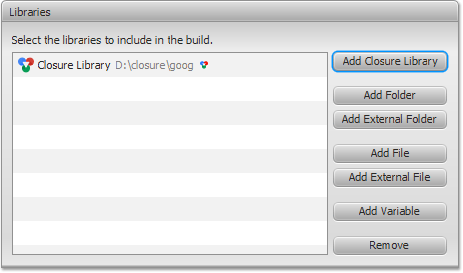 Libraries
Select the libraries to include in the build.
Closure Library D:\closure\goog
Add Closure Library
Add Folder
Add External Folder
Add File
Add External File
Add Variable
Remove